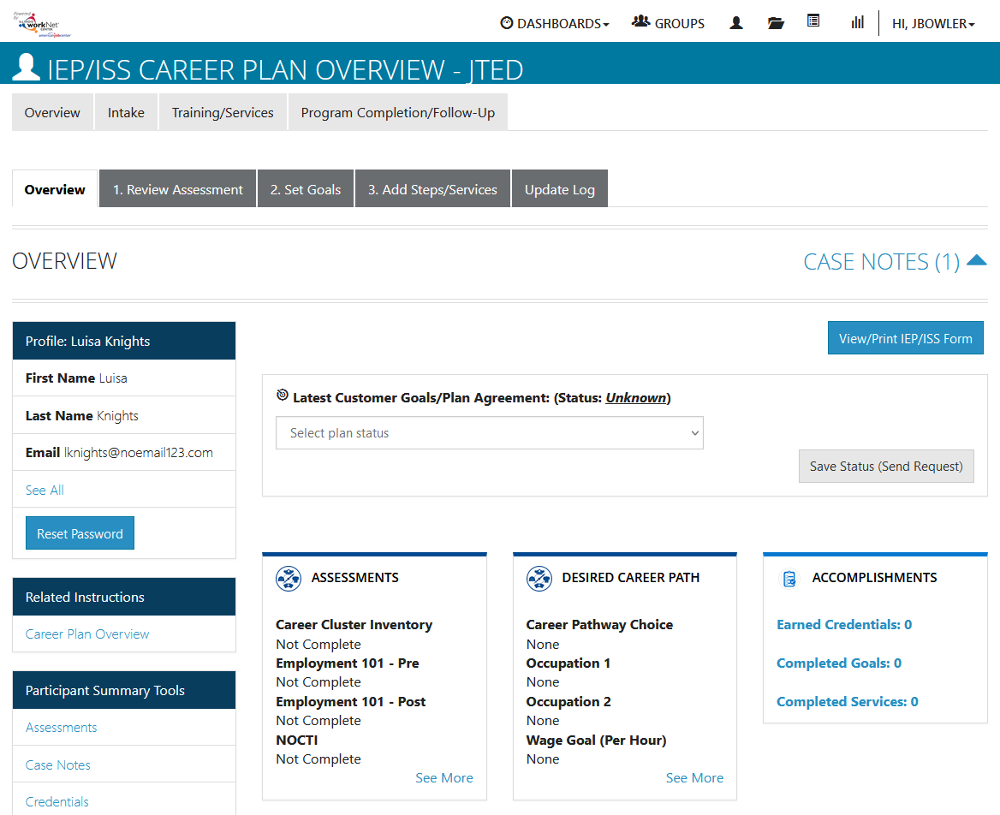 Powered by
ILLINOIS
workNet
CENTER
americanjobcenter
DASHBOARDS
GROUPS
HI, JBOWLER
IEP/ISS CAREER PLAN OVERVIEW - JTED
Overview
Intake
Training/Services
Program Completion/Follow-Up
Overview
1. Review Assessment
2. Set Goals
3. Add Steps/Services
Update Log
OVERVIEW
CASE NOTES (1)
Profile: Luisa Knights
First Name Luisa
Last Name Knights
Email lknights@noemail123.com
See All
Reset Password
Related Instructions
Career Plan Overview
Participant Summary Tools
Assessments
Case Notes
Credentials
View/Print IEP/ISS Form
Latest Customer Goals/Plan Agreement: (Status: Unknown)
Select plan status
Save Status (Send Request)
ASSESSMENTS
Career Cluster Inventory
Not Complete
Employment 101 - Pre
Not Complete
Employment 101 - Post
Not Complete
NOCTI
Not Complete
See More
DESIRED CAREER PATH
Career Pathway Choice
None
Occupation 1
None
Occupation 2
None
Wage Goal (Per Hour)
None
See More
ACCOMPLISHMENTS
Earned Credentials: 0
Completed Goals: 0
Completed Services: 0